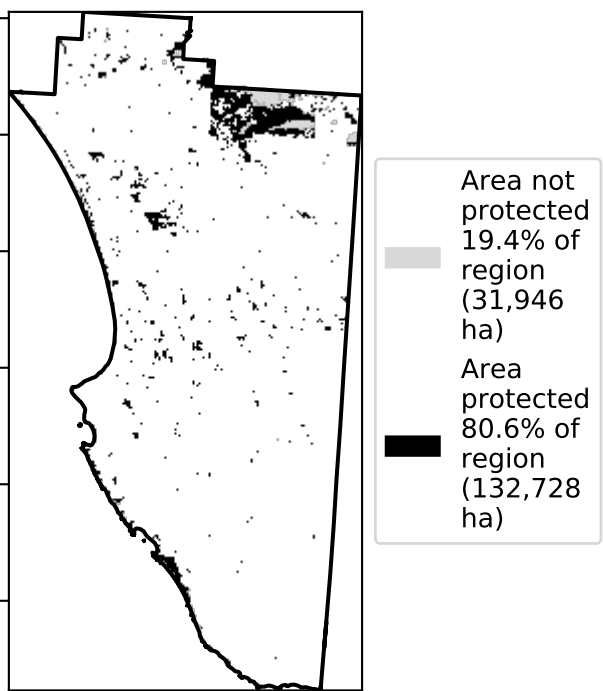 Area not
protected
19.4% of
region
(31,946
ha)
Area
protected
80.6% of
region
(132,728
ha)